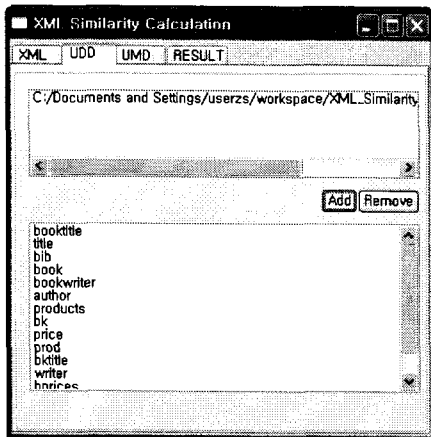 XML Similarity Calculation
XML UDD UMD RESULT
C:/Documents and Settings/userzs/workspace/XML_Similarity
Add Remove
booktitle
title
bib
book
bookwriter
author
products
bk
price
prod
bktitle
writer
bprices